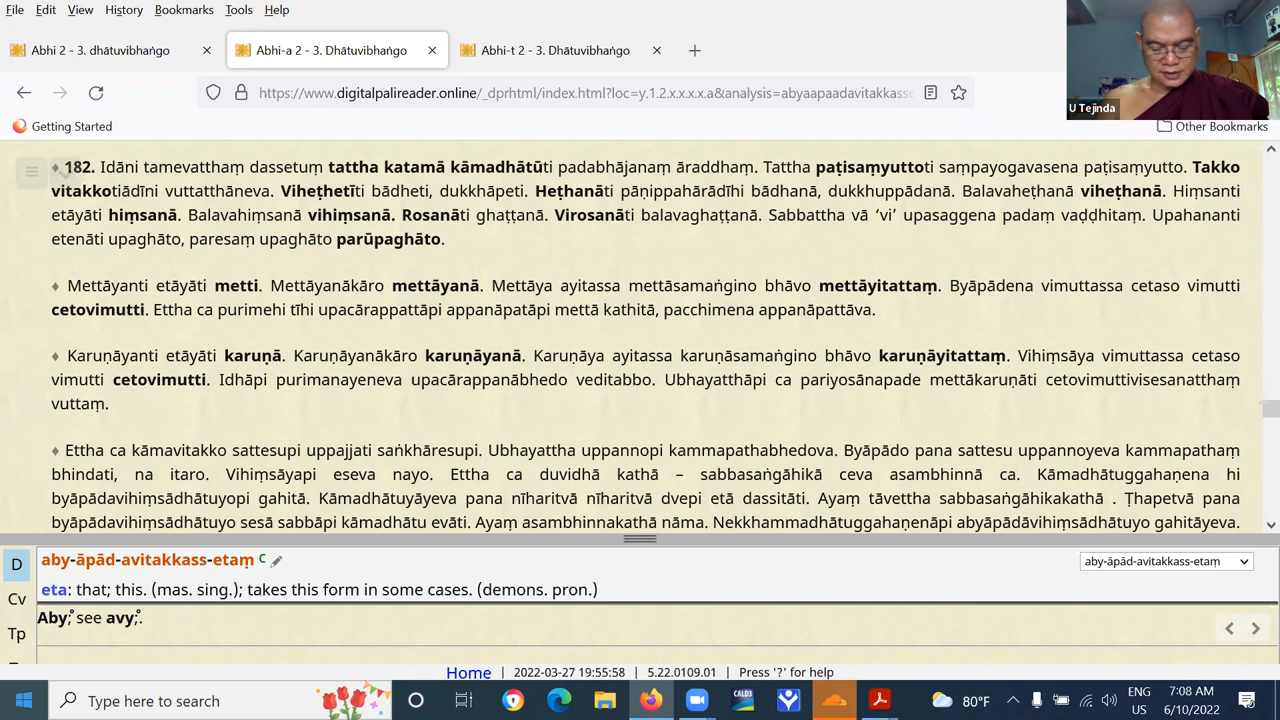 File Edit View History Bookmarks Tools Help
Abhi 2 - 3. dhātuvibhaṅgo
Abhi-a 2 - 3. Dhātuvibhaṅgo
Abhi-t 2 - 3. Dhātuvibhaṅgo
https://www.digitalpalireader.online/_dprhtml/index.html?loc=y.1.2.x.x.x.x.a&analysis=abyaapaadavitakkasse
Getting Started
Other Bookmarks
U Tejinda
♦ 182. Idāni tamevatthaṃ dassetuṃ tattha katamā kāmadhātūti padabhājanaṃ āraddhaṃ. Tattha paṭisaṃyuttoti sampayogavasena paṭisaṃyutto. Takko
vitakkotiādīni vuttatthāneva. Viheṭhetīti bādheti, dukkhāpeti. Heṭhanāti pāṇippahārādīhi bādhanā, dukkhuppādanā. Balavaheṭhanā viheṭhanā. Hiṃsanti
etāyāti hiṃsanā. Balavahiṃsanā vihiṃsanā. Rosanāti ghaṭṭanā. Virosanāti balavaghaṭṭanā. Sabbattha vā ‘vi’ upasaggena padaṃ vaḍḍhitaṃ. Upahananti
etenāti upaghāto, paresaṃ upaghāto parūpaghāto.
♦ Mettāyanti etāyāti metti. Mettāyanākāro mettāyanā. Mettāya ayitassa mettāsamaṅgino bhāvo mettāyitattaṃ. Byāpādena vimuttassa cetaso vimutti
cetovimutti. Ettha ca purimehi tīhi upacārappattāpi appanāpatāpi mettā kathitā, pacchimena appanāpattāva.
♦ Karuṇāyanti etāyāti karuṇā. Karuṇāyanākāro karuṇāyanā. Karuṇāya ayitassa karuṇāsamaṅgino bhāvo karuṇāyitattaṃ. Vihiṃsāya vimuttassa cetaso
vimutti cetovimutti. Idhāpi purimanayeneva upacārappanābhedo veditabbo. Ubhayatthāpi ca pariyosānapade mettākaruṇāti cetovimuttivisesanatthaṃ
vuttaṃ.
♦ Ettha ca kāmavitakko sattesupi uppajjati saṅkhāresupi. Ubhayattha uppannopi kammapathabhedova. Byāpādo pana sattesu uppannoyeva kammapathaṃ
bhindati, na itaro. Vihiṃsāyapi eseva nayo. Ettha ca duvidhā kathā – sabbasaṅgāhikā ceva asambhinnā ca. Kāmadhātuggahaṇena hi
byāpādavihiṃsādhātuyopi gahitā. Kāmadhātuyāyeva pana nīharitvā nīharitvā dvepi etā dassitāti. Ayaṃ tāvettha sabbasaṅgāhikakathā . Ṭhapetvā pana
byāpādavihiṃsādhātuyo sesā sabbāpi kāmadhātu evāti. Ayaṃ asambhinnakathā nāma. Nekkhammadhātuggahaṇenāpi abyāpādāvihiṃsādhātuyo gahitāyeva.
D
aby-āpād-avitakkass-etaṃ C
aby-āpād-avitakkass-etaṃ
eta: that; this. (mas. sing.); takes this form in some cases. (demons. pron.)
Cv
Aby,° see avy,°.
Tp
Home | 2022-03-27 19:55:58 | 5.22.0109.01 | Press '?' for help
Type here to search
CALD3
80°F
ENG
US
7:08 AM
6/10/2022